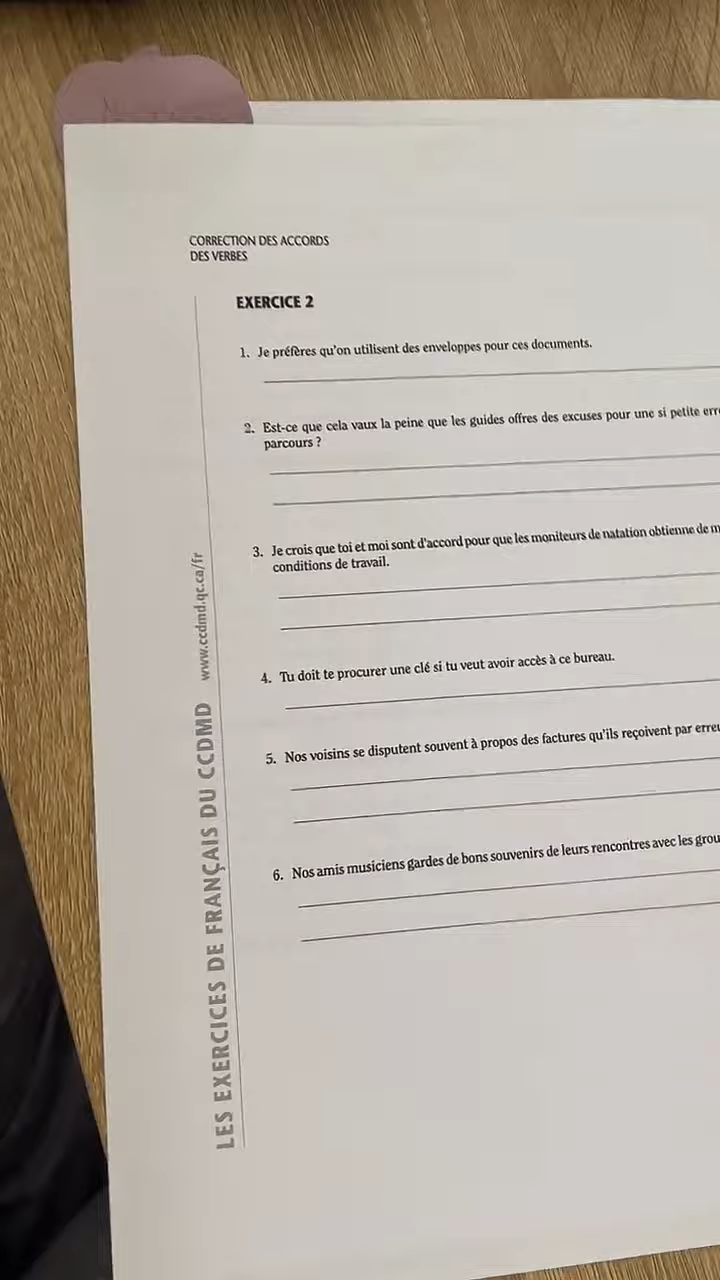 CORRECTION DES ACCORDS
DES VERBES
EXERCICE 2
1. Je préfères qu'on utilisent des enveloppes pour ces documents.
2. Est-ce que cela vaux la peine que les guides offres des excuses pour une si petite
parcours ?
3. Je crois que toi et moi sont d'accord pour que les moniteurs de natation obtienne de
conditions de travail.
4. Tu doit te procurer une clé si tu veut avoir accès à ce bureau.
5. Nos voisins se disputent souvent à propos des factures qu'ils reçoivent par
6. Nos amis musiciens gardes de bons souvenirs de leurs rencontres avec les
LES EXERCICES DE FRANÇAIS DU CCDMD www.ccdmd.qc.ca/fr